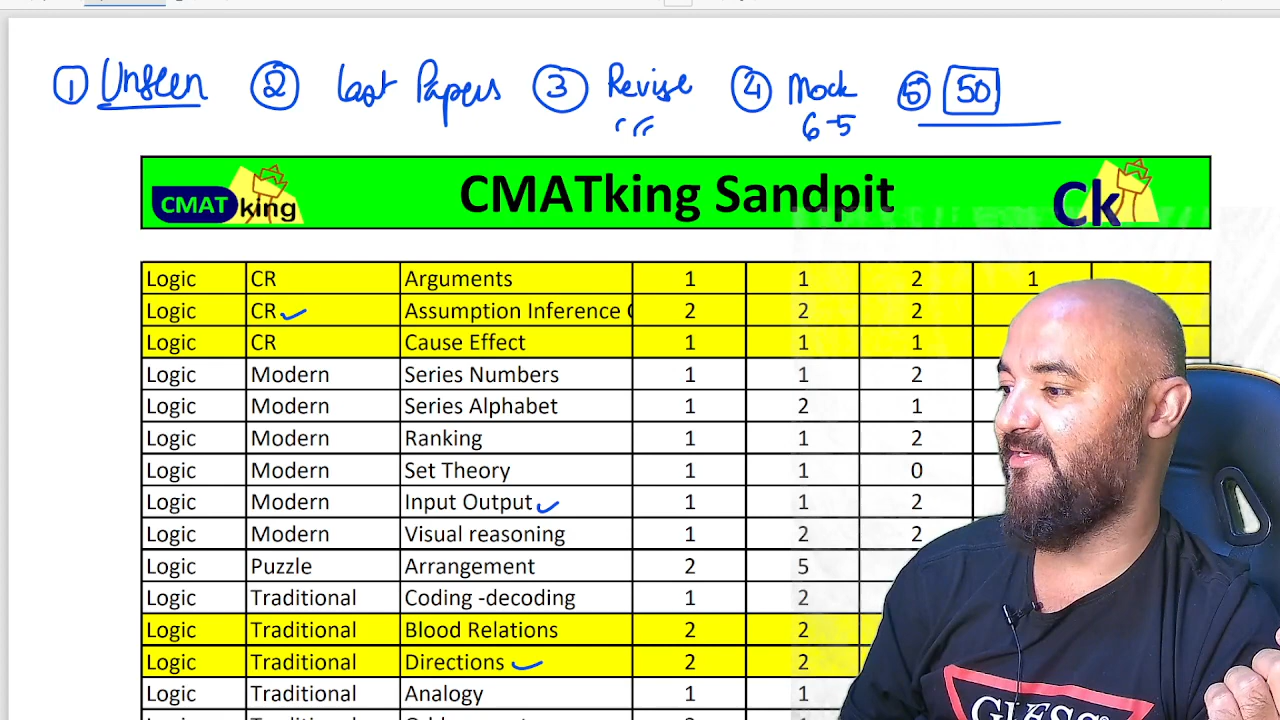 1 Unseen 2 last Papers 3 Revise 4 Mock 5 50
6-5
CMATking CMATking Sandpit Ck
Logic CR Arguments 1 1 2 1
Logic CR Assumption Inference 2 2 2
Logic CR Cause Effect 1 1 1
Logic Modern Series Numbers 1 1 2
Logic Modern Series Alphabet 1 2 1
Logic Modern Ranking 1 1 2
Logic Modern Set Theory 1 1 0
Logic Modern Input Output 1 1 2
Logic Modern Visual reasoning 1 2 2
Logic Puzzle Arrangement 2 5
Logic Traditional Coding -decoding 1 2
Logic Traditional Blood Relations 2 2
Logic Traditional Directions 2 2
Logic Traditional Analogy 1 1